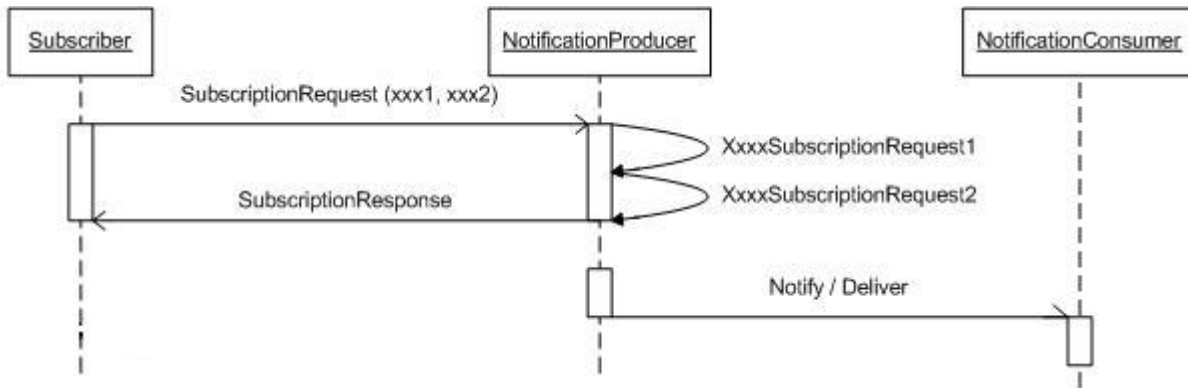 Subscriber
NotificationProducer
NotificationConsumer
SubscriptionRequest (xxx1, xxx2)
XxxxSubscriptionRequest1
SubscriptionResponse
XxxxSubscriptionRequest2
Notify / Deliver